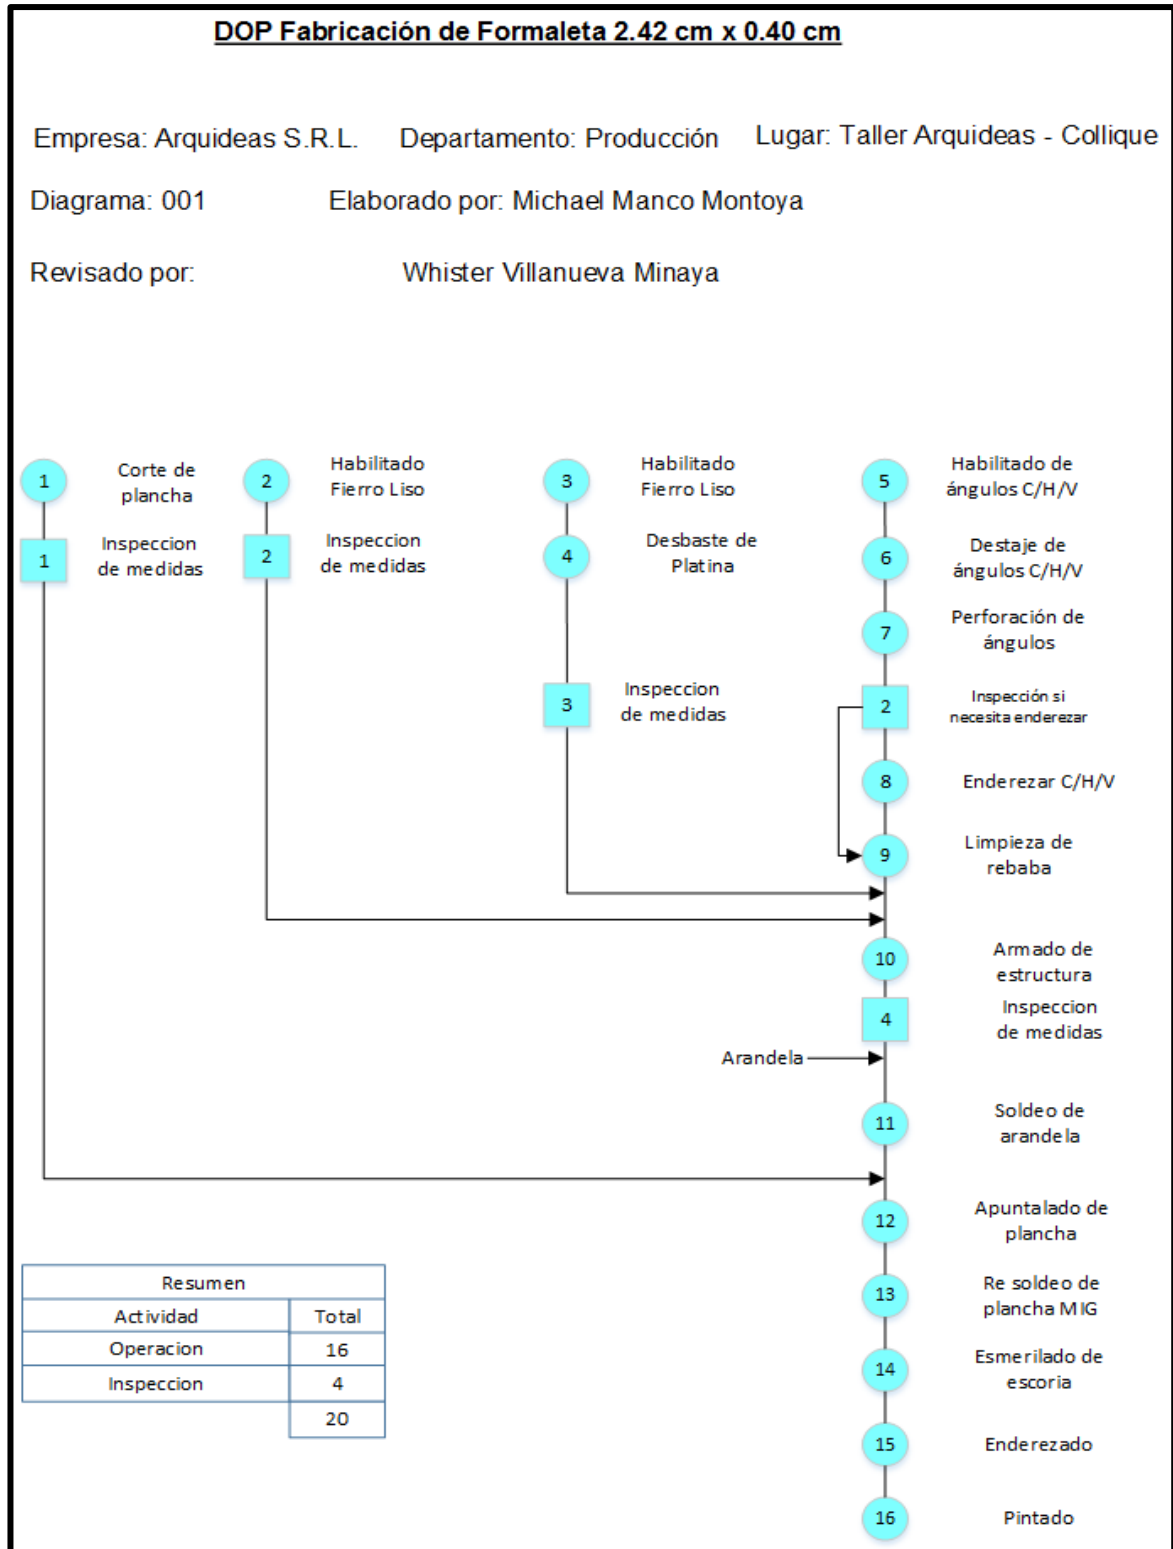 DOP Fabricación de Formaleta 2.42 cm x 0.40 cm
Empresa: Arquideas S.R.L. Departamento: Producción Lugar: Taller Arquideas - Collique
Diagrama: 001 Elaborado por: Michael Manco Montoya
Revisado por: Whister Villanueva Minaya
1
Corte de
plancha
2
Habilitado
Fierro Liso
3
Habilitado
Fierro Liso
5
Habilitado de
ángulos C/H/V
1
Inspeccion
de medidas
2
Inspeccion
de medidas
4
Desbaste de
Platina
6
Destaje de
ángulos C/H/V
7
Perforación de
ángulos
3
Inspeccion
de medidas
2
Inspección si
necesita enderezar
8
Enderezar C/H/V
9
Limpieza de
rebaba
10
Armado de
estructura
4
Inspeccion
de medidas
Arandela
11
Soldeo de
arandela
12
Apuntalado de
plancha
13
Re soldeo de
plancha MIG
14
Esmerilado de
escoria
15
Enderezado
16
Pintado
Resumen
Actividad Total
Operacion 16
Inspeccion 4
20